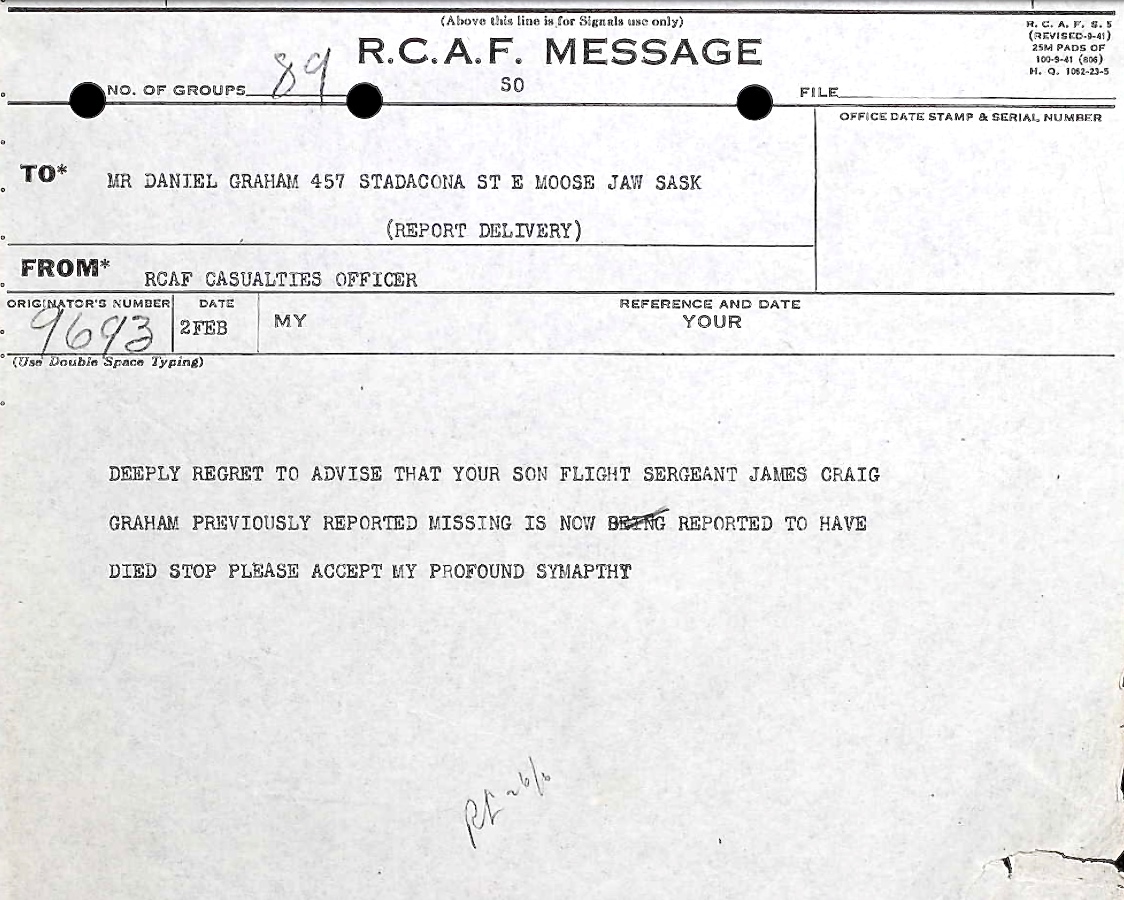 (Above this line is for Signals use only)
R. C. A. F. S. 5
(REVISED-9-41)
25M PADS OF
100-9-41 (806)
H. Q. 1062-23-5
R.C.A.F. MESSAGE
NO. OF GROUPS 89
SO
FILE
OFFICE DATE STAMP & SERIAL NUMBER
TO* MR DANIEL GRAHAM 457 STADACONA ST E MOOSE JAW SASK
(REPORT DELIVERY)
FROM* RCAF CASUALTIES OFFICER
ORIGINATOR'S NUMBER DATE REFERENCE AND DATE
9693 2FEB MY YOUR
(Use Double Space Typing)
DEEPLY REGRET TO ADVISE THAT YOUR SON FLIGHT SERGEANT JAMES CRAIG
GRAHAM PREVIOUSLY REPORTED MISSING IS NOW BEING REPORTED TO HAVE
DIED STOP PLEASE ACCEPT MY PROFOUND SYMAPTHY